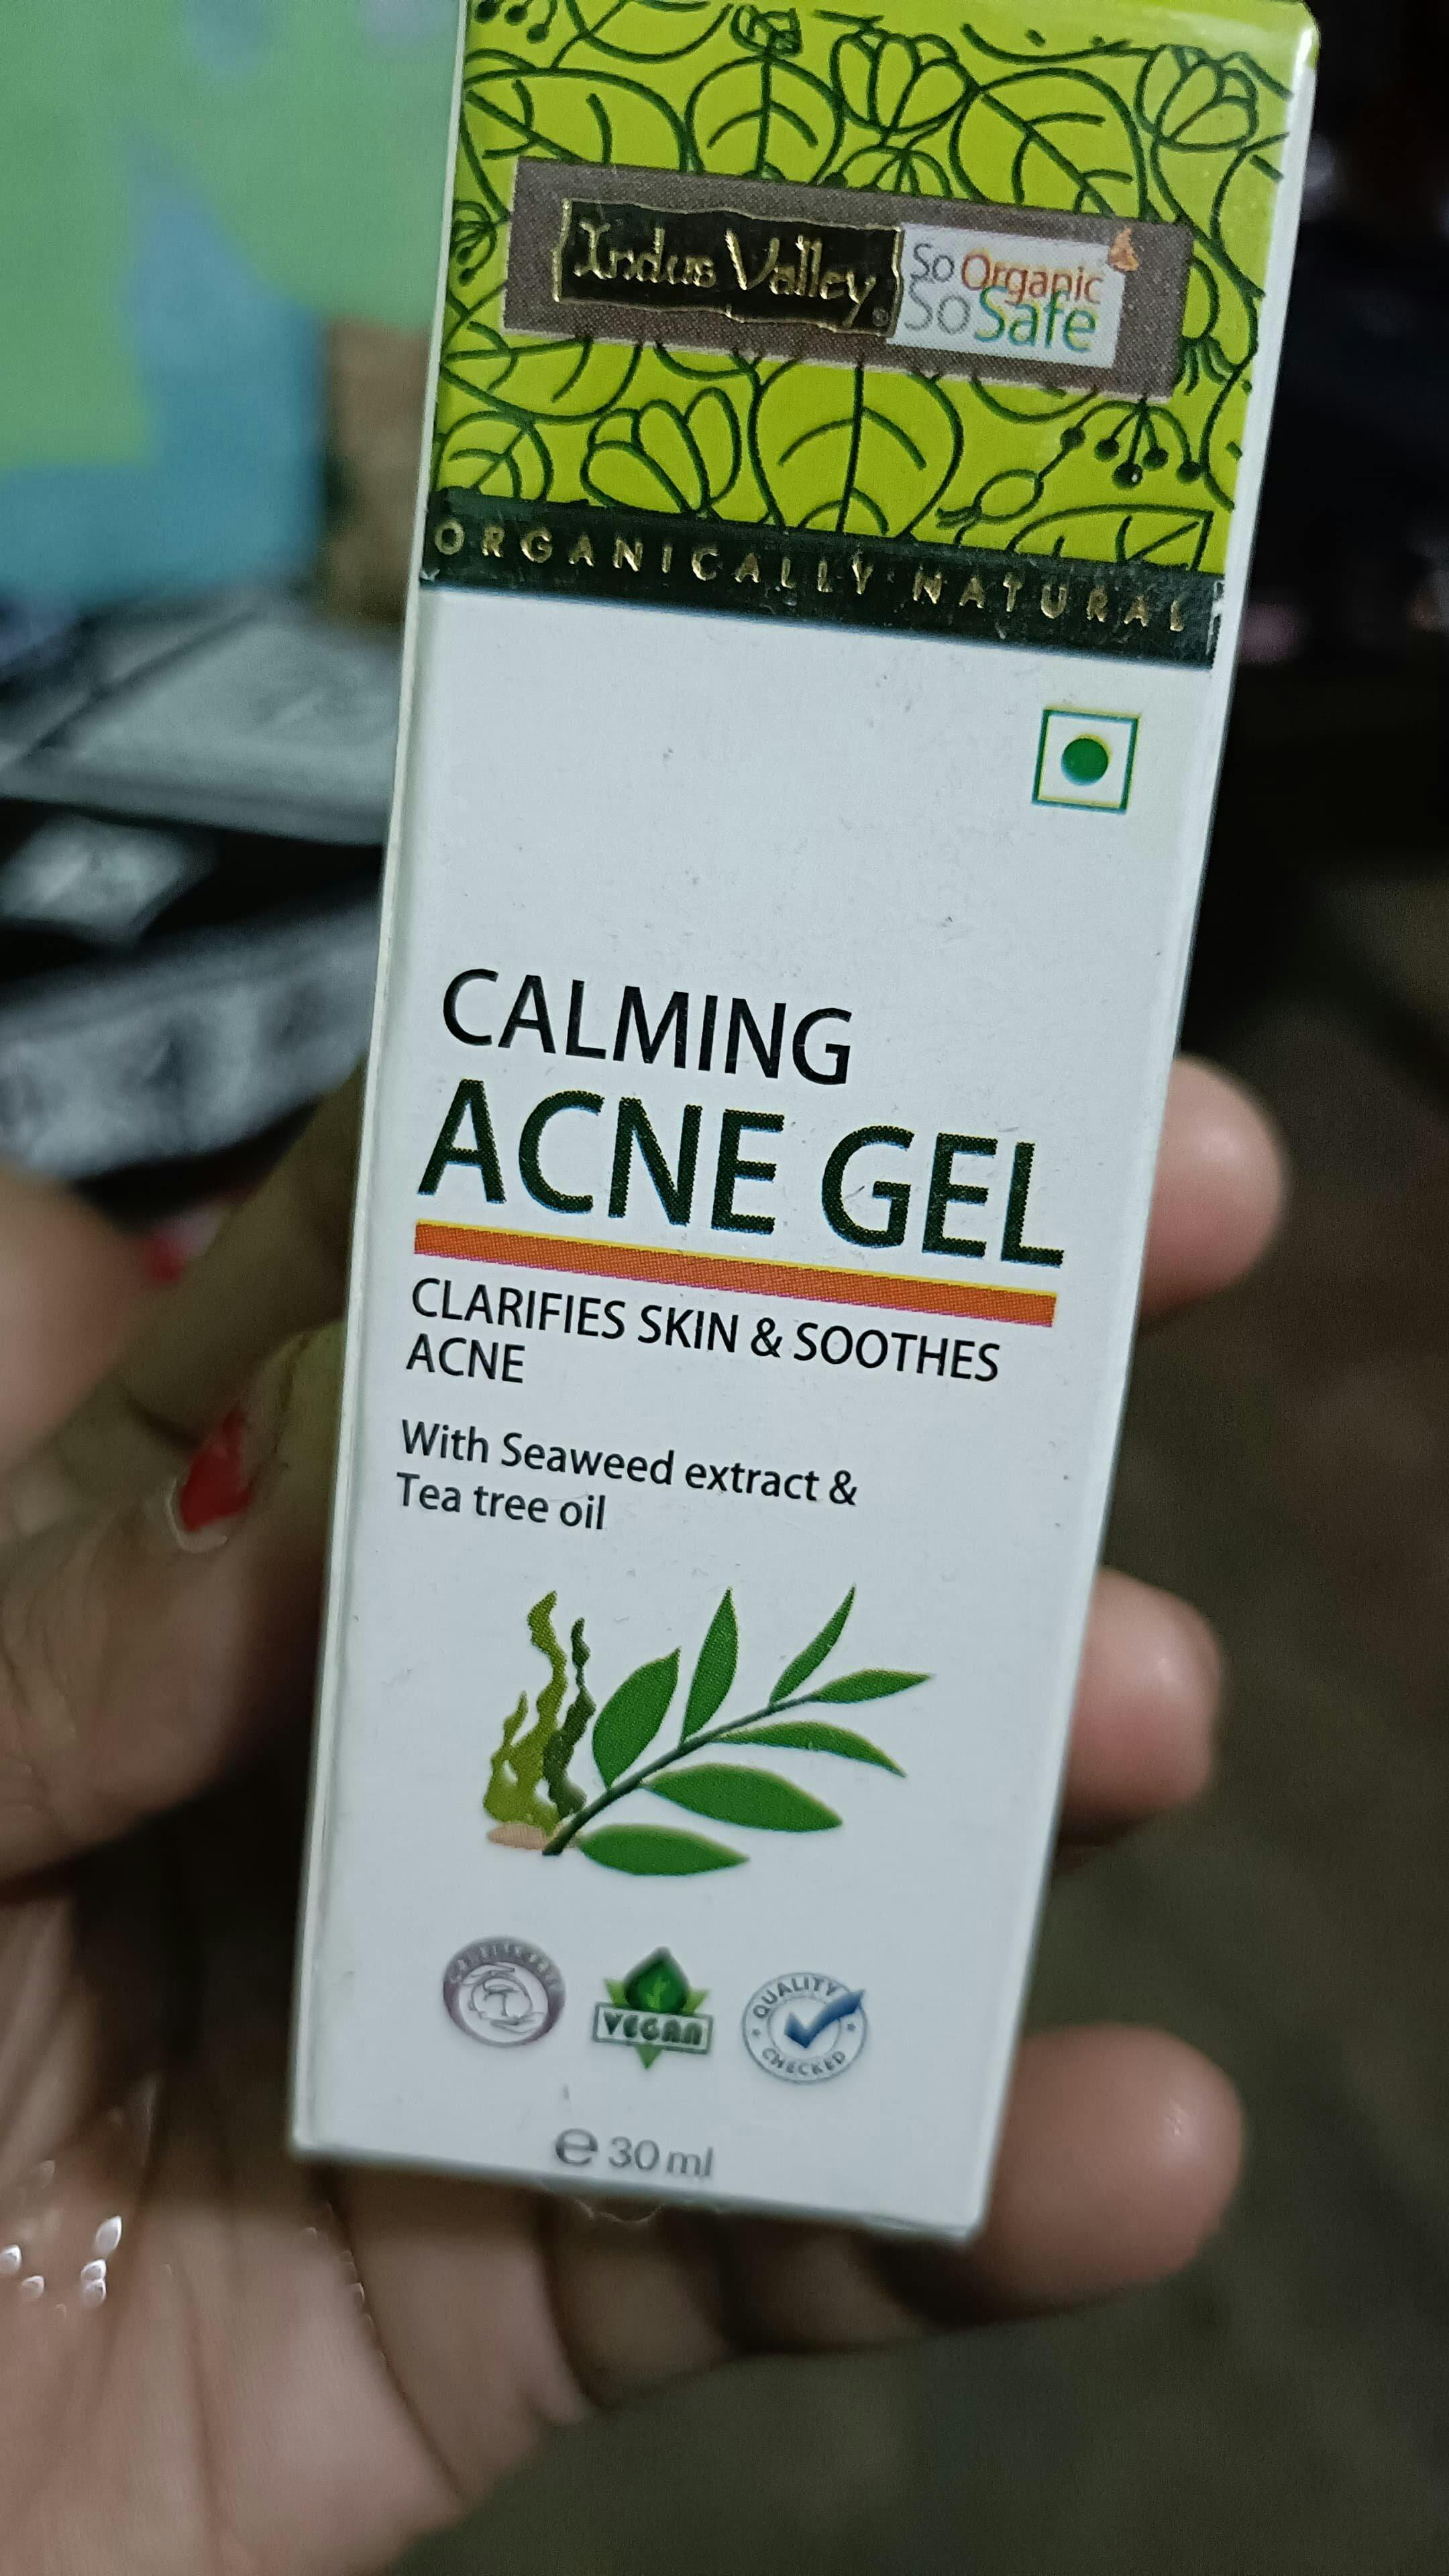 Indus Valley®
So Organic
So Safe
ORGANICALLY NATURAL
CALMING
ACNE GEL
CLARIFIES SKIN & SOOTHES
ACNE
With Seaweed extract &
Tea tree oil
VEGAN
QUALITY
CHECKED
e 30 ml